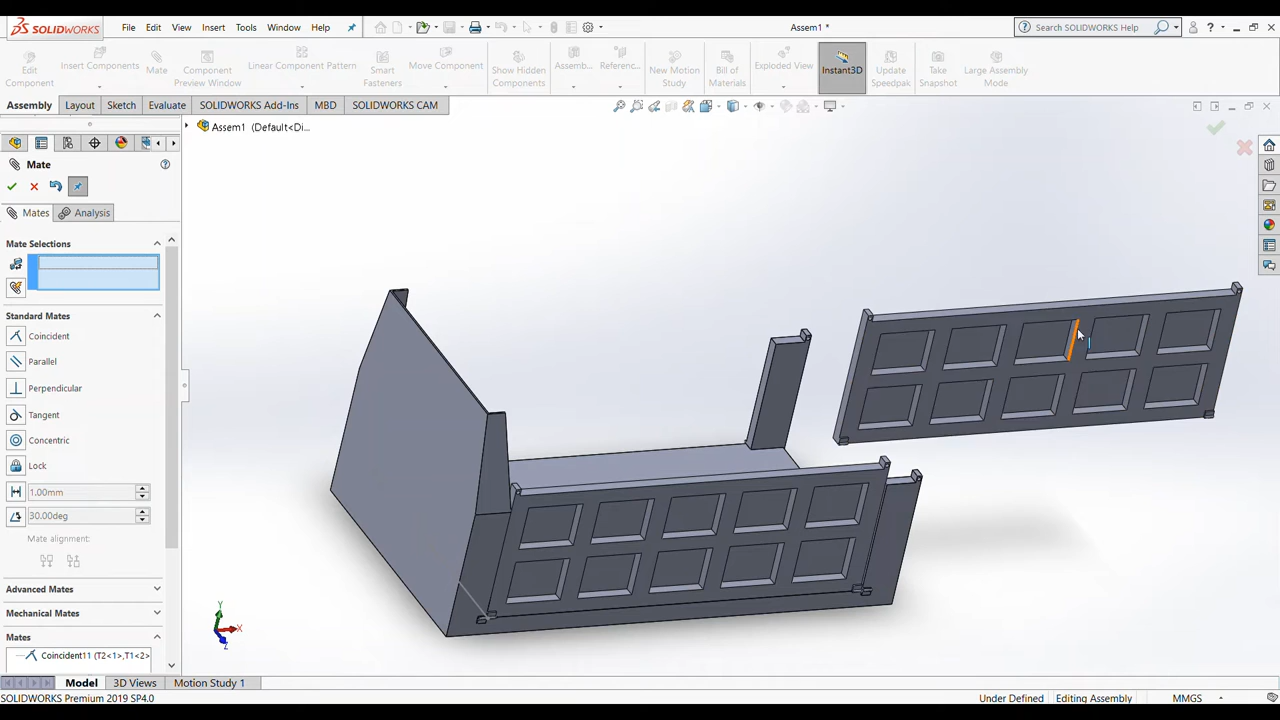 SOLIDWORKS File Edit View Insert Tools Window Help Assem1 * Search SOLIDWORKS Help
Edit Component Insert Components Mate Component Preview Window Linear Component Pattern Smart Fasteners Move Component Show Hidden Components Assemb... Referenc... New Motion Study Bill of Materials Exploded View Instant3D Update Speedpak Take Snapshot Large Assembly Mode
Assembly Layout Sketch Evaluate SOLIDWORKS Add-Ins MBD SOLIDWORKS CAM
Assem1 (Default<Di...
Mate
Mates Analysis
Mate Selections
Standard Mates
Coincident
Parallel
Perpendicular
Tangent
Concentric
Lock
1.00mm
30.00deg
Mate alignment:
Advanced Mates
Mechanical Mates
Mates
Coincident11 (T2<1>,T1<2>)
Y
X
Z
Model 3D Views Motion Study 1
SOLIDWORKS Premium 2019 SP4.0 Under Defined Editing Assembly MMGS